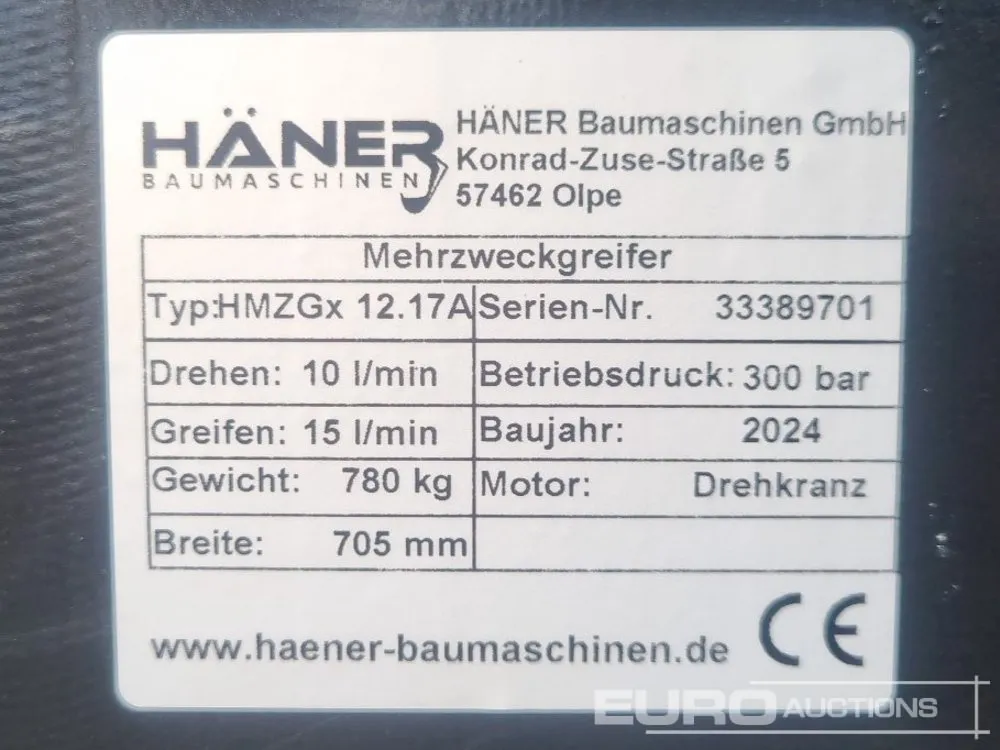 HÄNER
BAUMASCHINEN
HÄNER Baumaschinen GmbH
Konrad-Zuse-Straße 5
57462 Olpe
Mehrzweckgreifer
Typ:HMZGx 12.17A Serien-Nr. 33389701
Drehen: 10 l/min Betriebsdruck: 300 bar
Greifen: 15 l/min Baujahr: 2024
Gewicht: 780 kg Motor: Drehkranz
Breite: 705 mm
www.haener-baumaschinen.de CE
EURO AUCTIONS